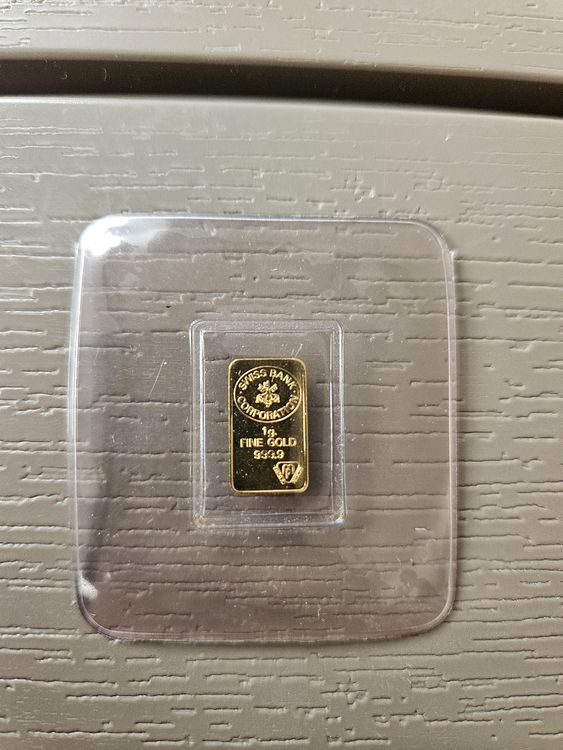 SWISS BANK
CORPORATION
1g.
FINE GOLD
999.9